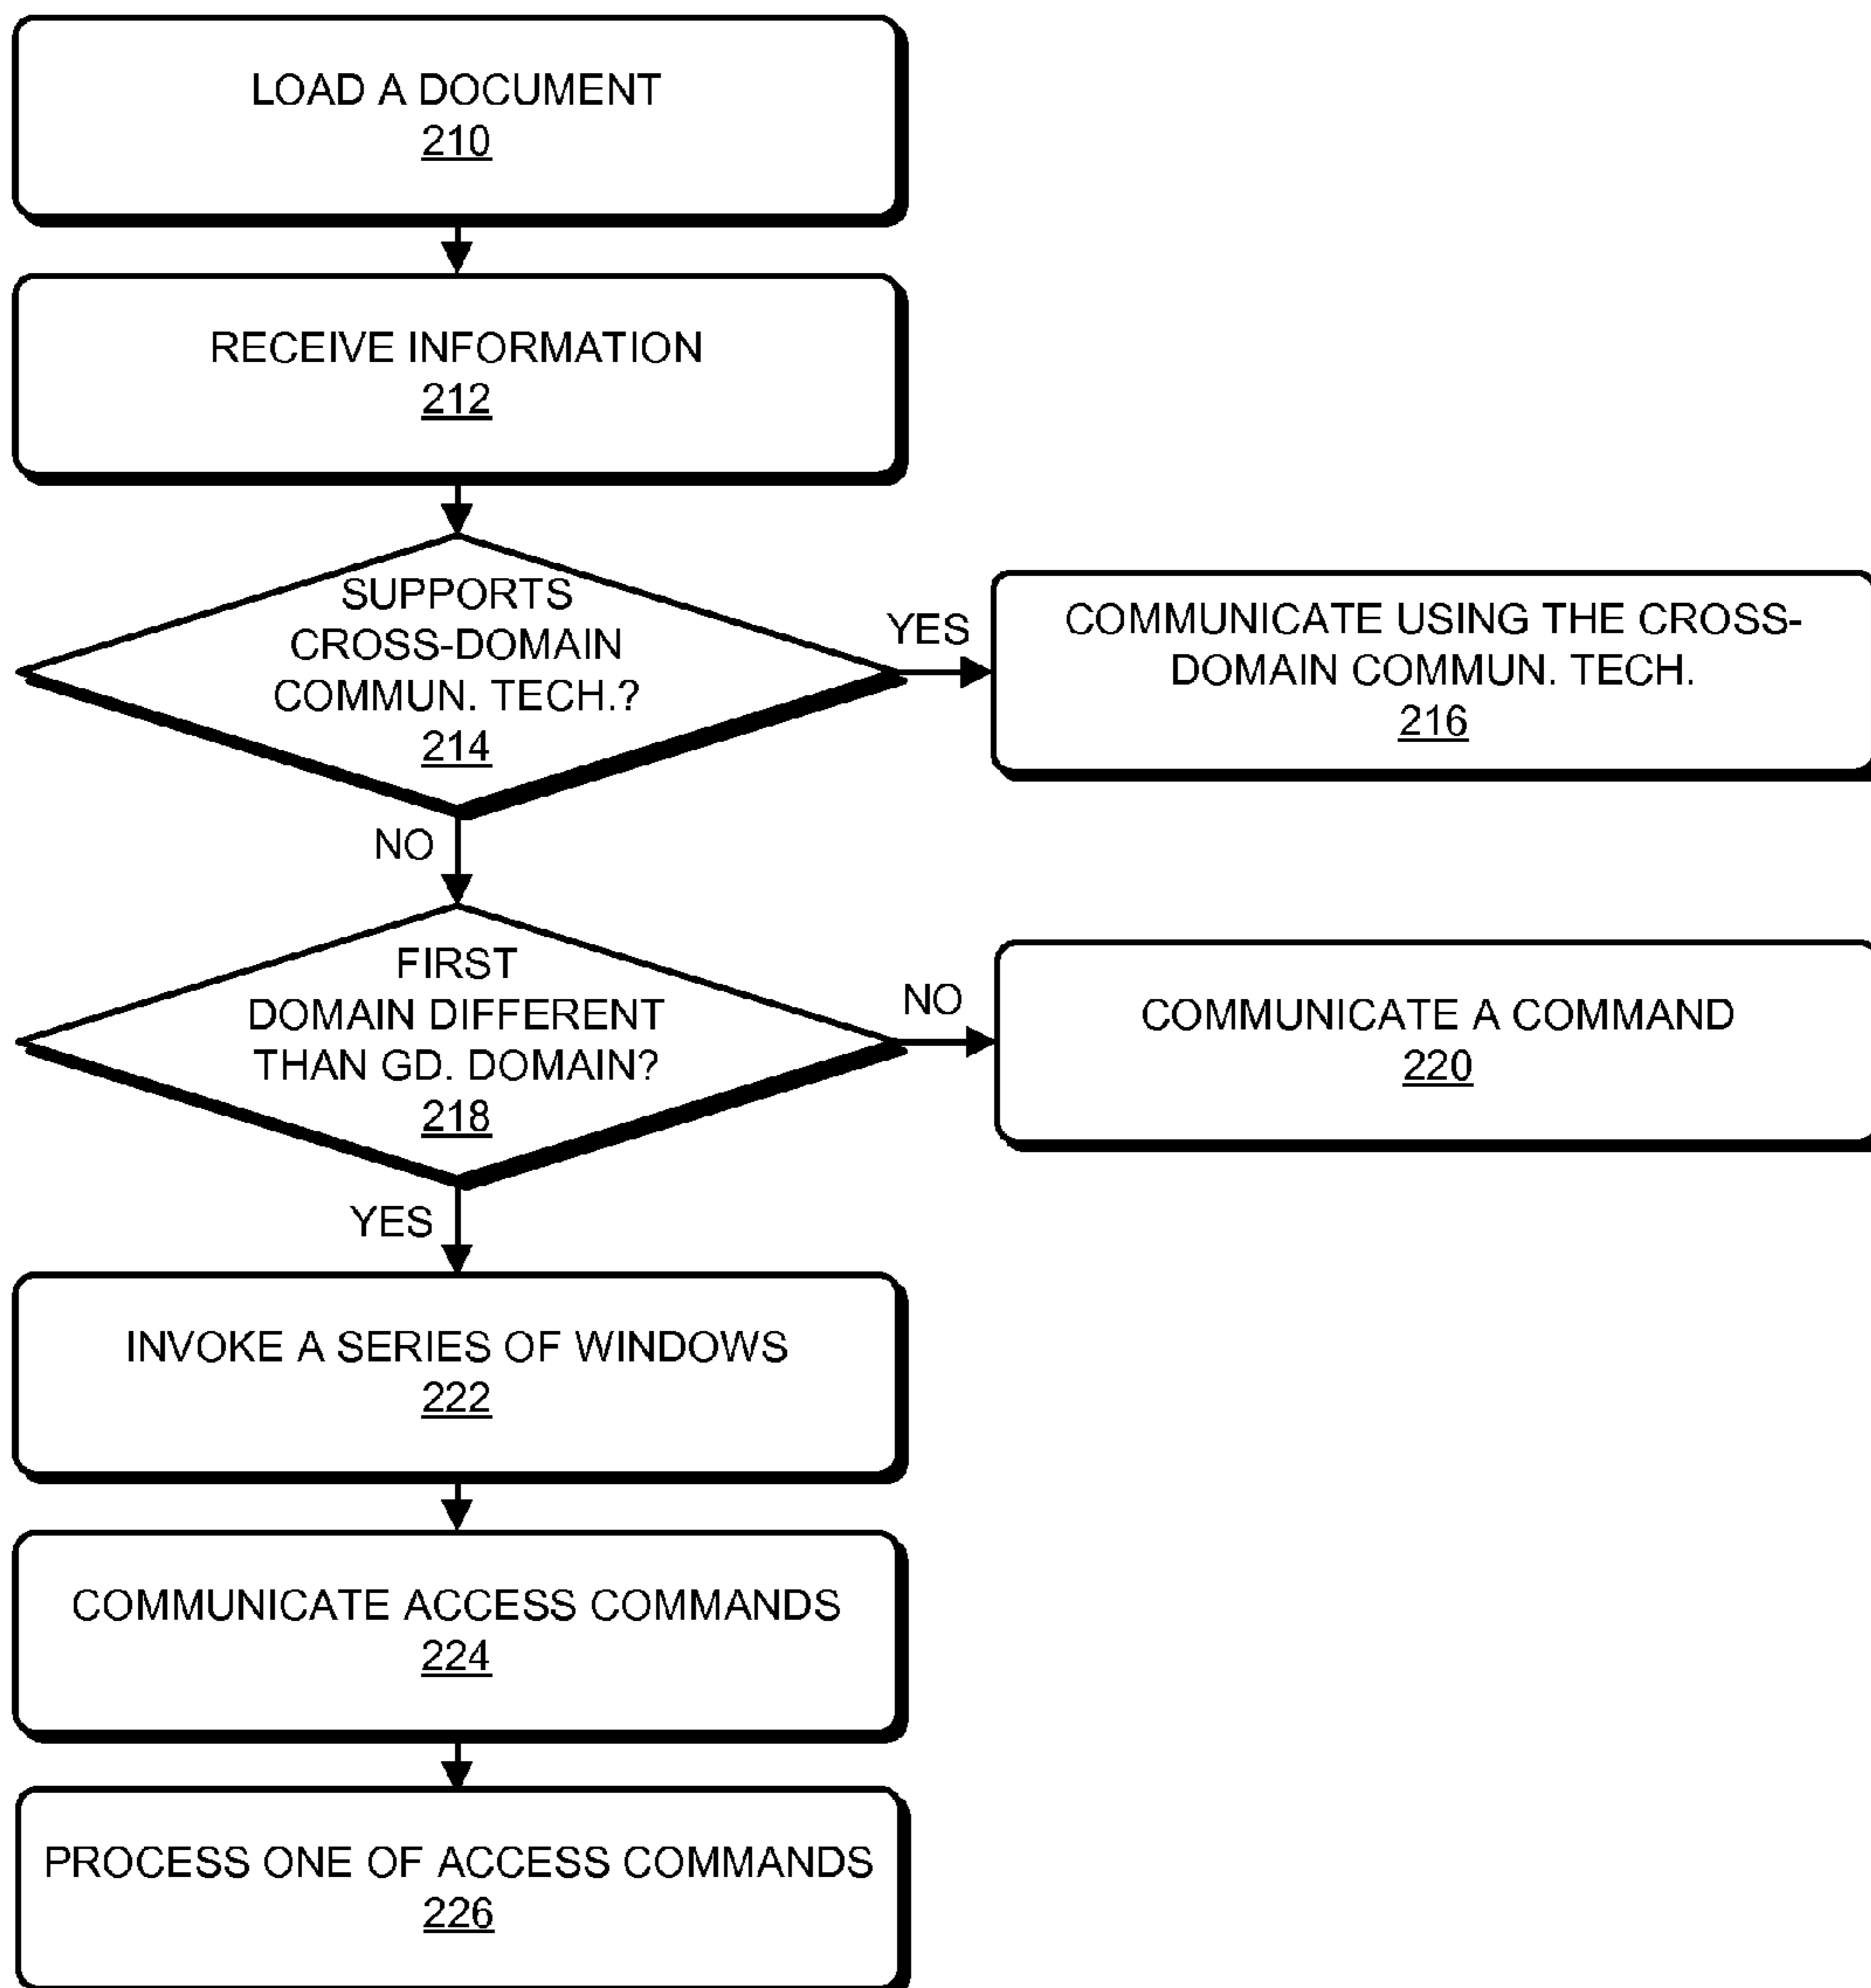 LOAD A DOCUMENT
210
RECEIVE INFORMATION
212
SUPPORTS
CROSS-DOMAIN
COMMUN. TECH.?
214
YES
COMMUNICATE USING THE CROSS-
DOMAIN COMMUN. TECH.
216
NO
FIRST
DOMAIN DIFFERENT
THAN GD. DOMAIN?
218
NO
COMMUNICATE A COMMAND
220
YES
INVOKE A SERIES OF WINDOWS
222
COMMUNICATE ACCESS COMMANDS
224
PROCESS ONE OF ACCESS COMMANDS
226